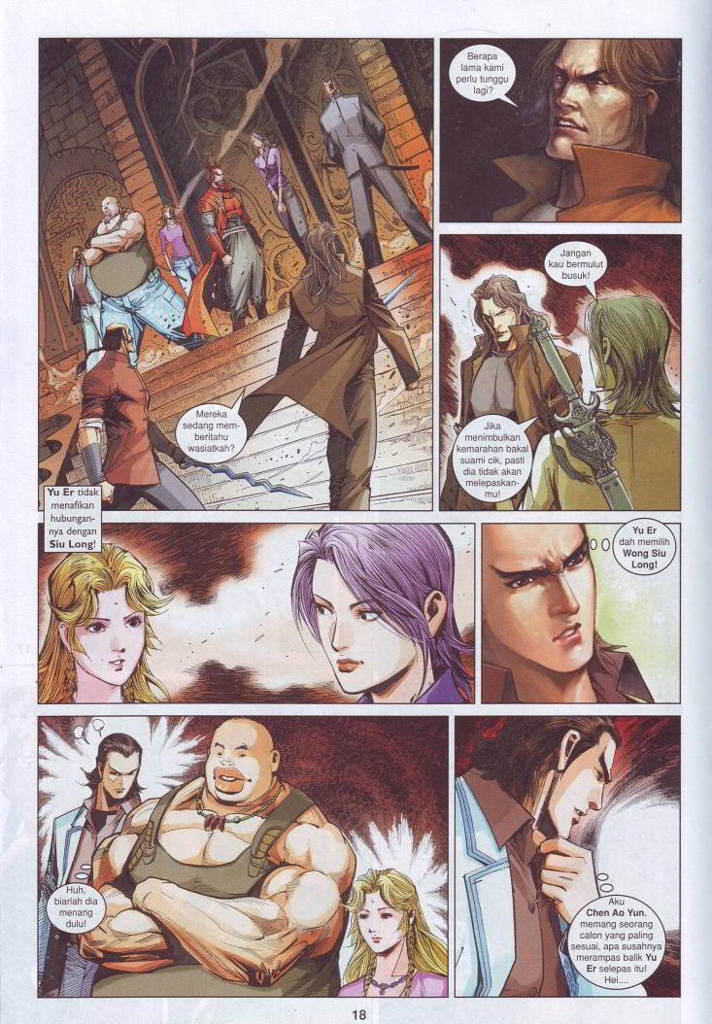 Mereka
sedang mem-
beritahu
wasiatkah?
Berapa
lama kami
perlu tunggu
lagi?
Jangan
kau bermulut
busuk!
Jika
menimbulkan
kemarahan bakal
suami cik, pasti
dia tidak akan
melepaskan-
mu!
Yu Er tidak
menafikan
hubungan-
nya dengan
Siu Long!
Yu Er
dah memilih
Wong Siu
Long!
Huh,
biarlah dia
menang
dulu!
Aku
Chen Ao Yun,
memang seorang
calon yang paling
sesuai, apa susahnya
merampas balik Yu
Er selepas itu!
Hei....
18